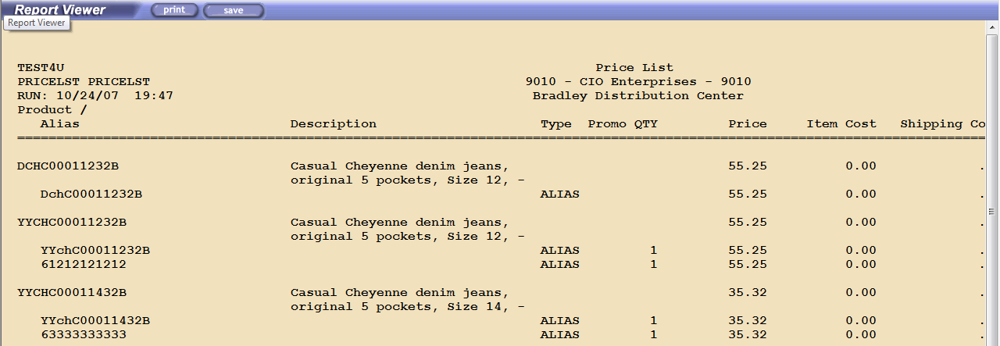 Report Viewer print save
Report Viewer
TEST4U Price List
PRICELST PRICELST 9010 - CIO Enterprises - 9010
RUN: 10/24/07 19:47 Bradley Distribution Center
Product /
Alias Description Type Promo QTY Price Item Cost Shipping Co
================================================================================
DCHC00011232B Casual Cheyenne denim jeans, 55.25 0.00 .
original 5 pockets, Size 12, -
DchC00011232B ALIAS 55.25 0.00 .
YYCHC00011232B Casual Cheyenne denim jeans, 55.25 0.00 .
original 5 pockets, Size 12, -
YYchC00011232B ALIAS 1 55.25 0.00 .
61212121212 ALIAS 1 55.25 0.00 .
YYCHC00011432B Casual Cheyenne denim jeans, 35.32 0.00 .
original 5 pockets, Size 14, -
YYchC00011432B ALIAS 1 35.32 0.00 .
63333333333 ALIAS 1 35.32 0.00 .